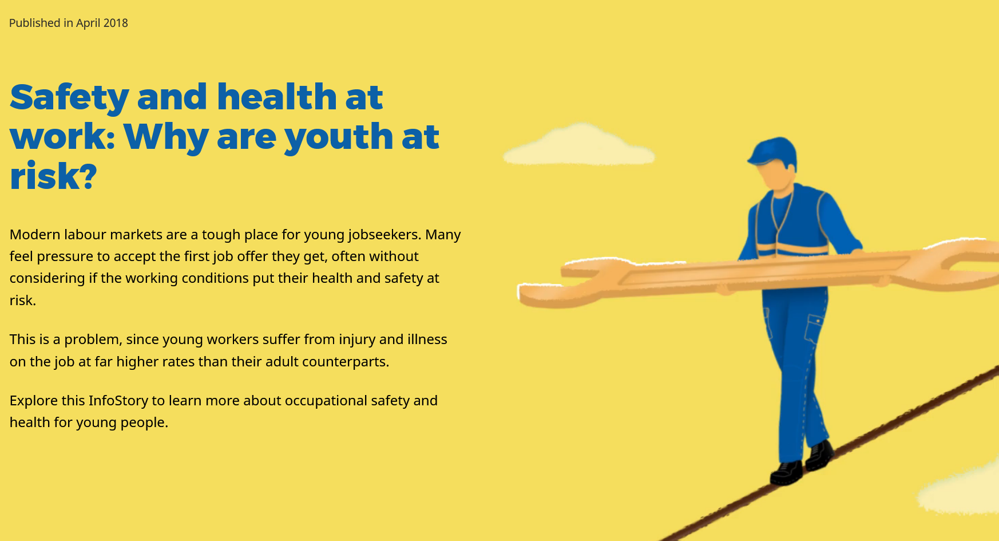 Published in April 2018
Safety and health at
work: Why are youth at
risk?
Modern labour markets are a tough place for young jobseekers. Many
feel pressure to accept the first job offer they get, often without
considering if the working conditions put their health and safety at
risk.
This is a problem, since young workers suffer from injury and illness
on the job at far higher rates than their adult counterparts.
Explore this InfoStory to learn more about occupational safety and
health for young people.